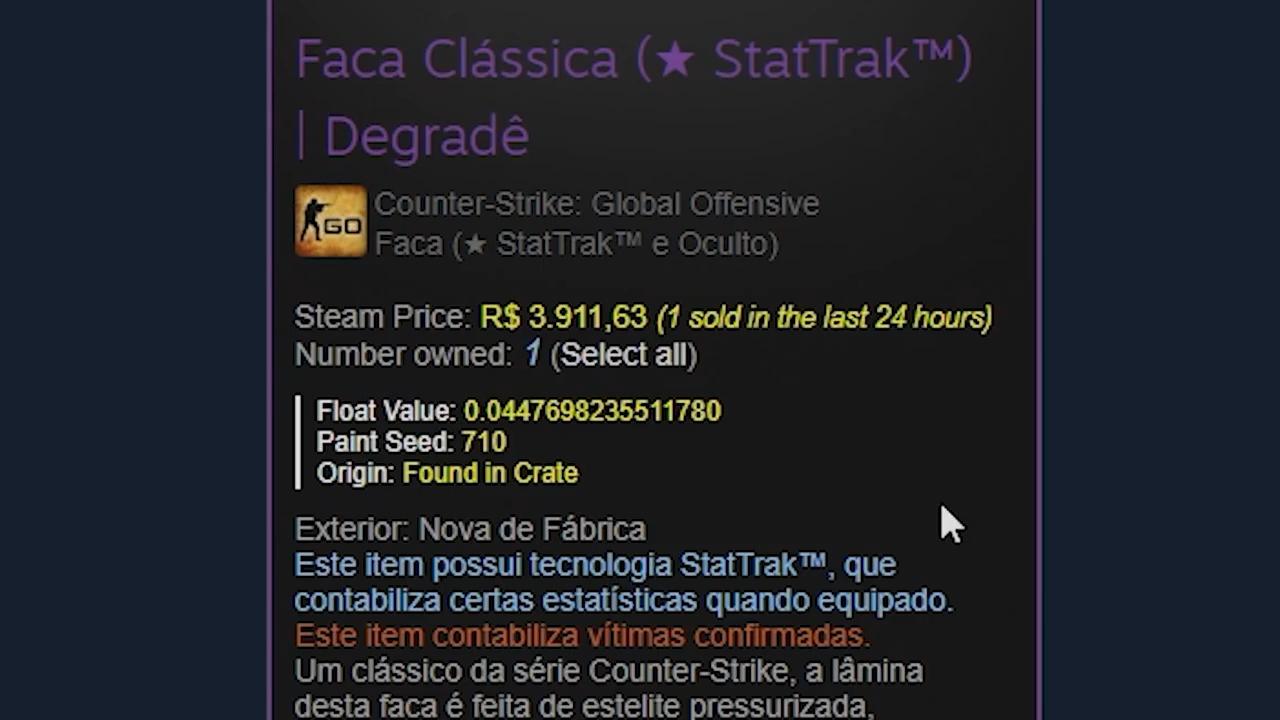 Faca Clássica (★ StatTrak™)
| Degradê
GO
Counter-Strike: Global Offensive
Faca (★ StatTrak™ e Oculto)
Steam Price: R$ 3.911,63 (1 sold in the last 24 hours)
Number owned: 1 (Select all)
Float Value: 0.0447698235511780
Paint Seed: 710
Origin: Found in Crate
Exterior: Nova de Fábrica
Este item possui tecnologia StatTrak™, que
contabiliza certas estatísticas quando equipado.
Este item contabiliza vítimas confirmadas.
Um clássico da série Counter-Strike, a lâmina
desta faca é feita de estelite pressurizada,